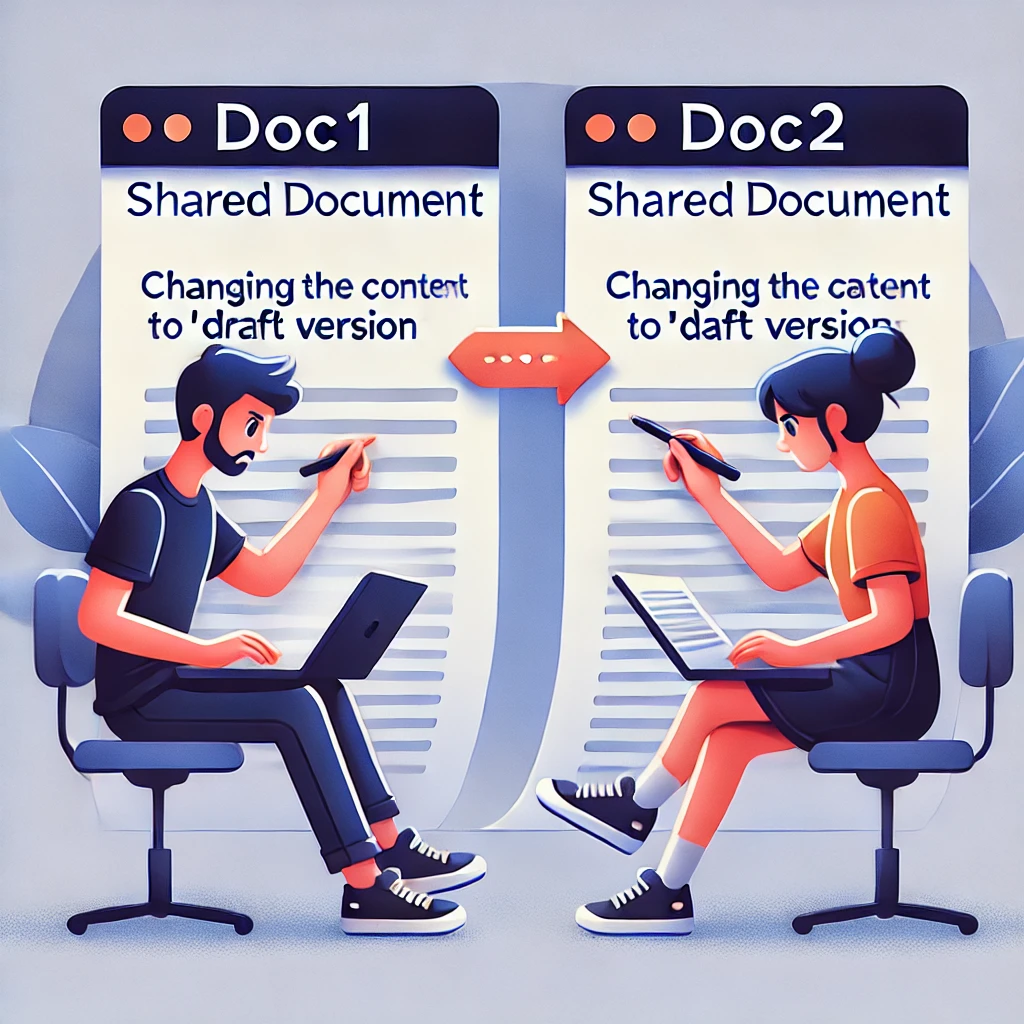 Doc1
Shared Document
Changing the content
to 'draft version
Doc2
Shared Document
Changing the catent
to 'daft version